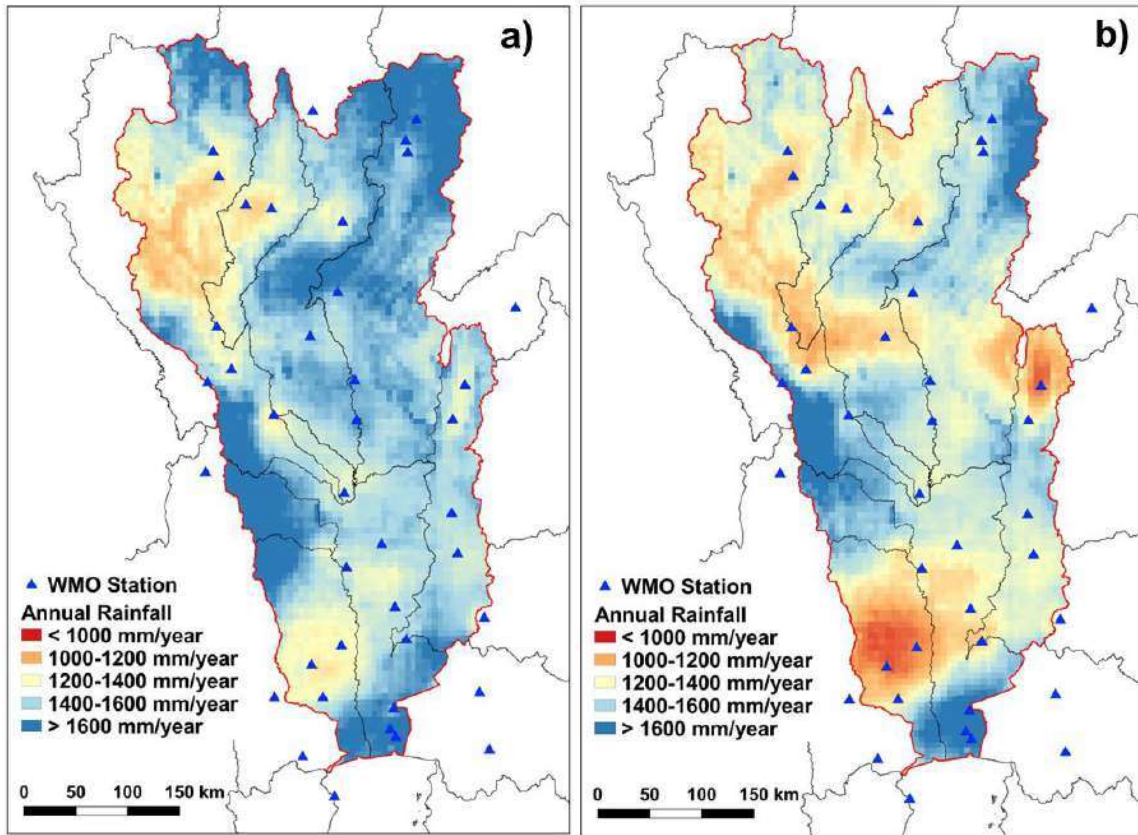 a)
WMO Station
Annual Rainfall
< 1000 mm/year
1000-1200 mm/year
1200-1400 mm/year
1400-1600 mm/year
> 1600 mm/year
0 50 100 150 km
b)
WMO Station
Annual Rainfall
< 1000 mm/year
1000-1200 mm/year
1200-1400 mm/year
1400-1600 mm/year
> 1600 mm/year
0 50 100 150 km